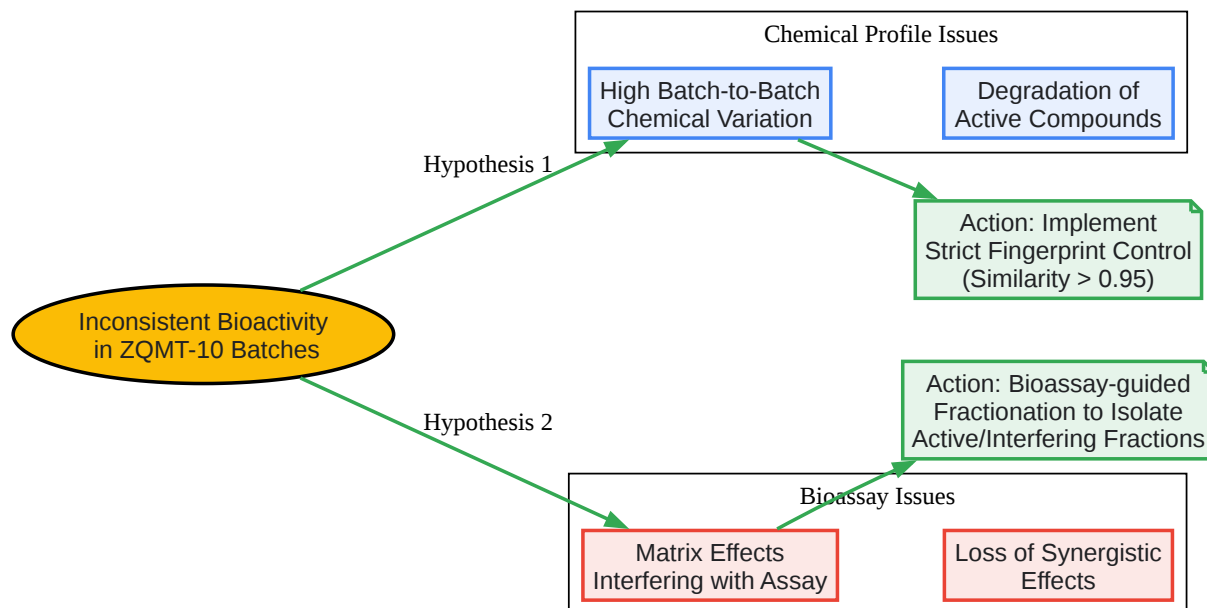 Chemical Profile Issues
High Batch-to-Batch
Chemical Variation
Degradation of
Active Compounds
Hypothesis 1
Action: Implement
Strict Fingerprint Control
(Similarity > 0.95)
Inconsistent Bioactivity
in ZQMT-10 Batches
Action: Bioassay-guided
Fractionation to Isolate
Active/Interfering Fractions
Hypothesis 2
Bioassay Issues
Matrix Effects
Interfering with Assay
Loss of Synergistic
Effects